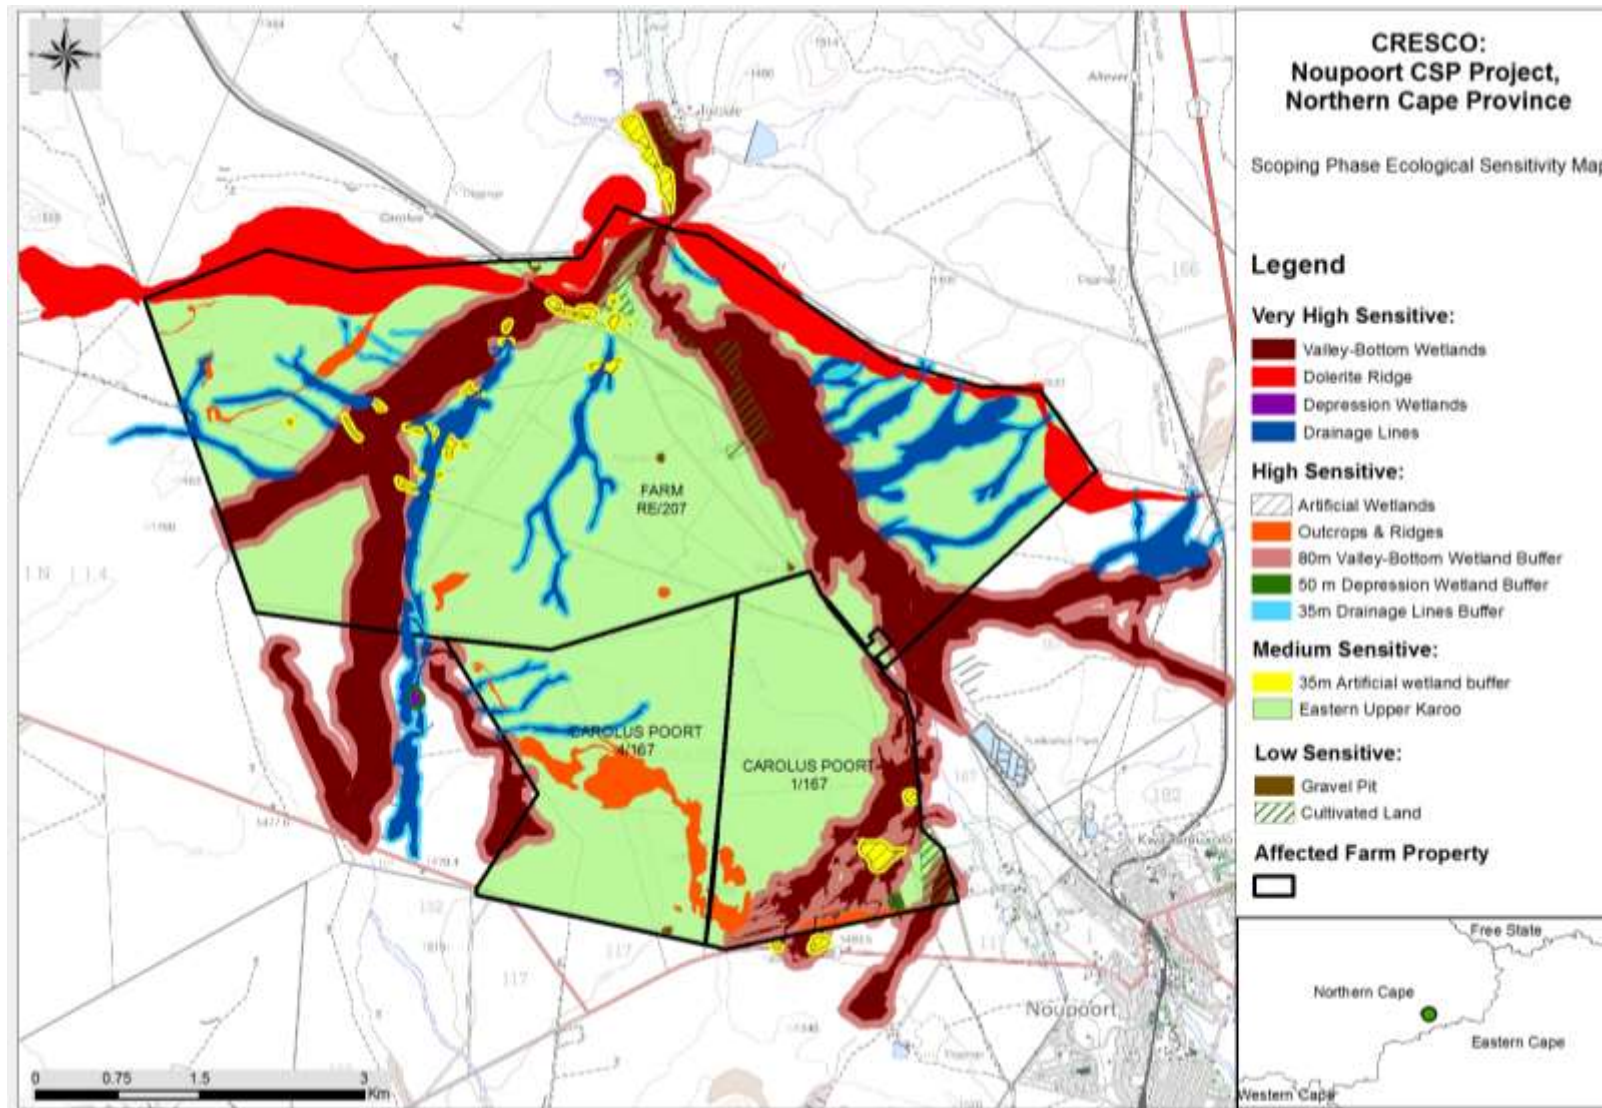 CRESCO:
Noupoort CSP Project,
Northern Cape Province
Scoping Phase Ecological Sensitivity Map
Legend
Very High Sensitive:
Valley-Bottom Wetlands
Dolerite Ridge
Depression Wetlands
Drainage Lines
High Sensitive:
Artificial Wetlands
Outcrops & Ridges
80m Valley-Bottom Wetland Buffer
50 m Depression Wetland Buffer
35m Drainage Lines Buffer
Medium Sensitive:
35m Artificial wetland buffer
Eastern Upper Karoo
Low Sensitive:
Gravel Pit
Cultivated Land
Affected Farm Property
Free State
Northern Cape
Eastern Cape
Western Cape
FARM
RE/207
CAROLUS POORT
4/167
CAROLUS POORT
1/167
Noupoort
117
117
0 0.75 1.5 3
Km